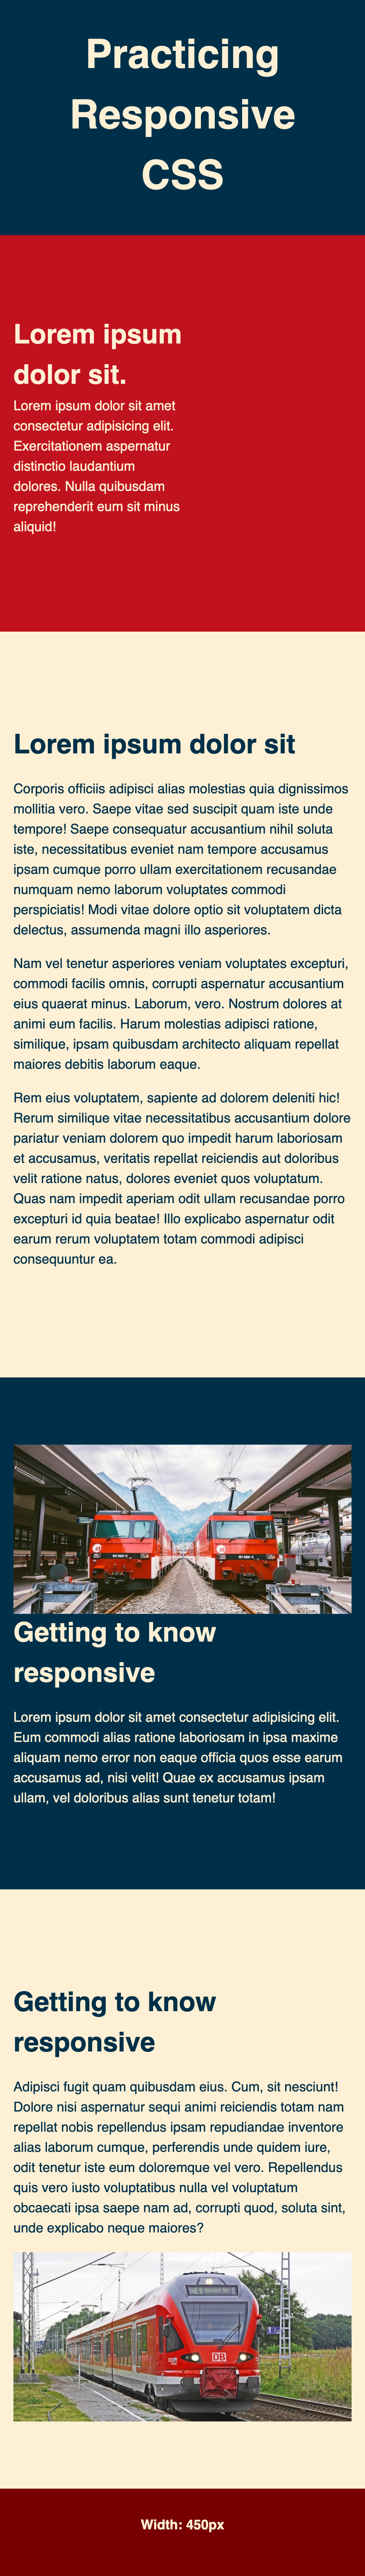 Practicing
Responsive
CSS
Lorem ipsum
dolor sit.
Lorem ipsum dolor sit amet
consectetur adipisicing elit.
Exercitationem aspernatur
distinctio laudantium
dolores. Nulla quibusdam
reprehenderit eum sit minus
aliquid!
Lorem ipsum dolor sit
Corporis officiis adipisci alias molestias quia dignissimos
mollitia vero. Saepe vitae sed suscipit quam iste unde
tempore! Saepe consequatur accusantium nihil soluta
iste, necessitatibus eveniet nam tempore accusamus
ipsam cumque porro ullam exercitationem recusandae
numquam nemo laborum voluptates commodi
perspiciatis! Modi vitae dolore optio sit voluptatem dicta
delectus, assumenda magni illo asperiores.
Nam vel tenetur asperiores veniam voluptates excepturi,
commodi facilis omnis, corrupti aspernatur accusantium
eius quaerat minus. Laborum, vero. Nostrum dolores at
animi eum facilis. Harum molestias adipisci ratione,
similique, ipsam quibusdam architecto aliquam repellat
maiores debitis laborum eaque.
Rem eius voluptatem, sapiente ad dolorem deleniti hic!
Rerum similique vitae necessitatibus accusantium dolore
pariatur veniam dolorem quo impedit harum laboriosam
et accusamus, veritatis repellat reiciendis aut doloribus
velit ratione natus, dolores eveniet quos voluptatum.
Quas nam impedit aperiam odit ullam recusandae porro
excepturi id quia beatae! Illo explicabo aspernatur odit
earum rerum voluptatem totam commodi adipisci
consequuntur ea.
Getting to know
responsive
Lorem ipsum dolor sit amet consectetur adipisicing elit.
Eum commodi alias ratione laboriosam in ipsa maxime
aliquam nemo error non eaque officia quos esse earum
accusamus ad, nisi velit! Quae ex accusamus ipsam
ullam, vel doloribus alias sunt tenetur totam!
Getting to know
responsive
Adipisci fugit quam quibusdam eius. Cum, sit nesciunt!
Dolore nisi aspernatur sequi animi reiciendis totam nam
repellat nobis repellendus ipsam repudiandae inventore
alias laborum cumque, perferendis unde quidem iure,
odit tenetur iste eum doloremque vel vero. Repellendus
quis vero iusto voluptatibus nulla vel voluptatum
obcaecati ipsa saepe nam ad, corrupti quod, soluta sint,
unde explicabo neque maiores?
DB
Width: 450px